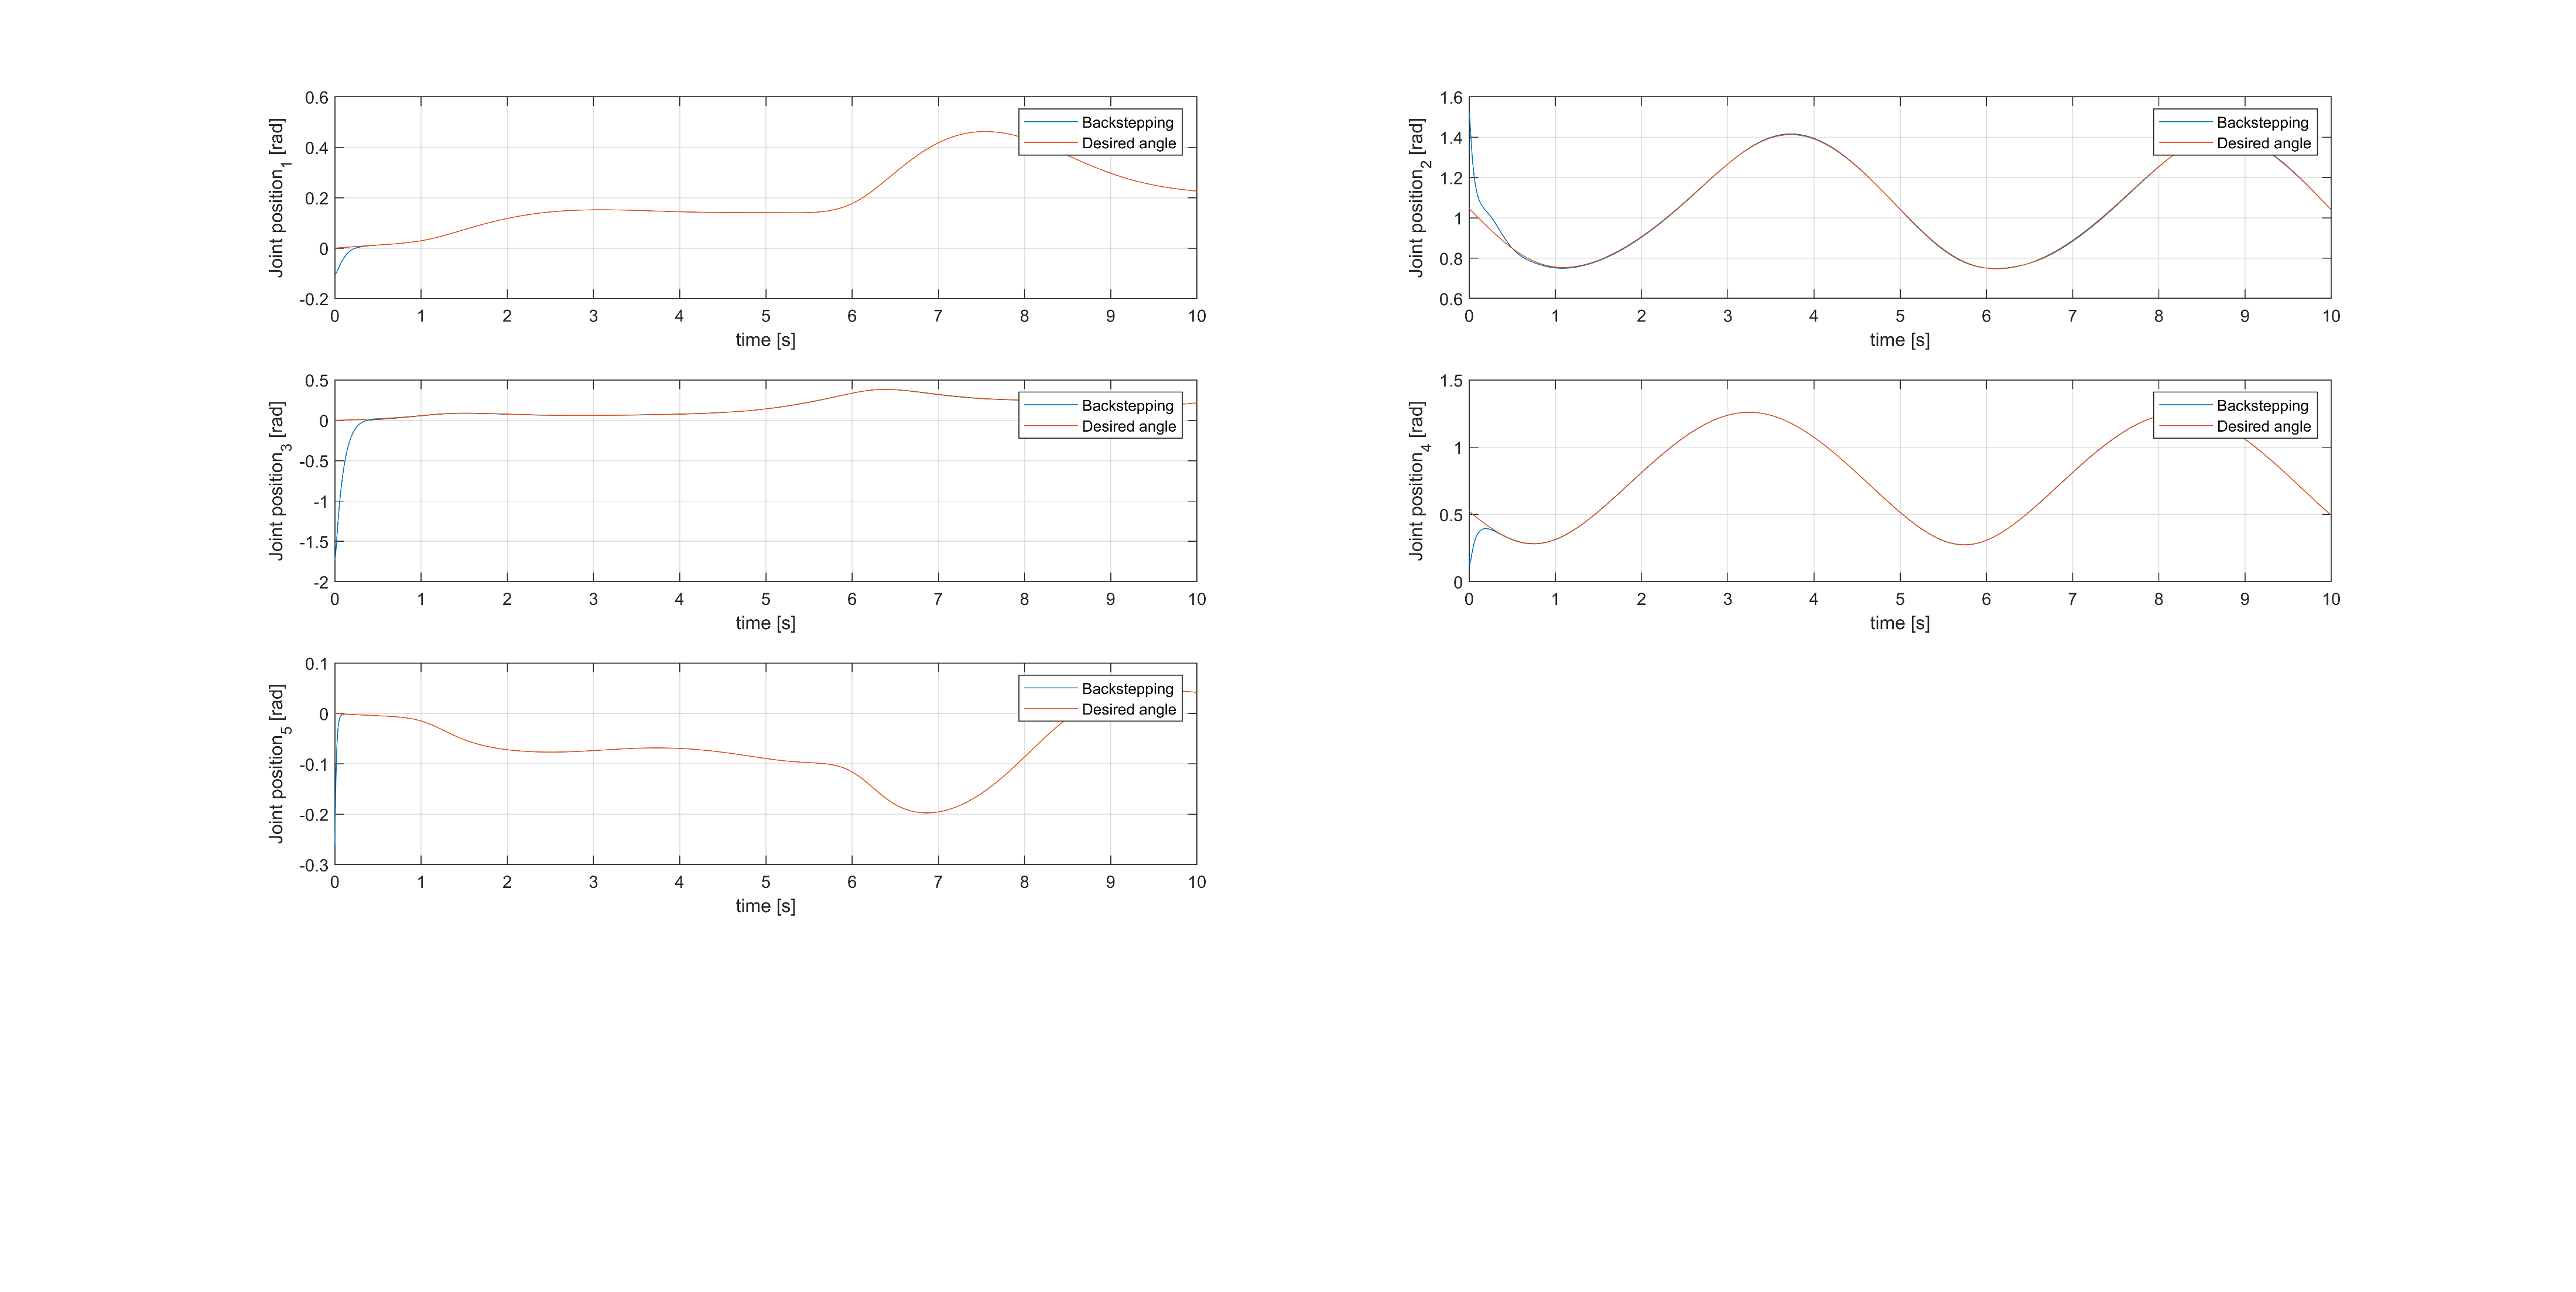 0.6
0.4
0.2
0
-0.2
Joint position1 [rad]
Backstepping
Desired angle
0 1 2 3 4 5 6 7 8 9 10
time [s]
1.6
1.4
1.2
1
0.8
0.6
Joint position2 [rad]
Backstepping
Desired angle
0 1 2 3 4 5 6 7 8 9 10
time [s]
0.5
0
-0.5
-1
-1.5
-2
Joint position3 [rad]
Backstepping
Desired angle
0 1 2 3 4 5 6 7 8 9 10
time [s]
1.5
1
0.5
0
Joint position4 [rad]
Backstepping
Desired angle
0 1 2 3 4 5 6 7 8 9 10
time [s]
0.1
0
-0.1
-0.2
-0.3
Joint position5 [rad]
Backstepping
Desired angle
0 1 2 3 4 5 6 7 8 9 10
time [s]